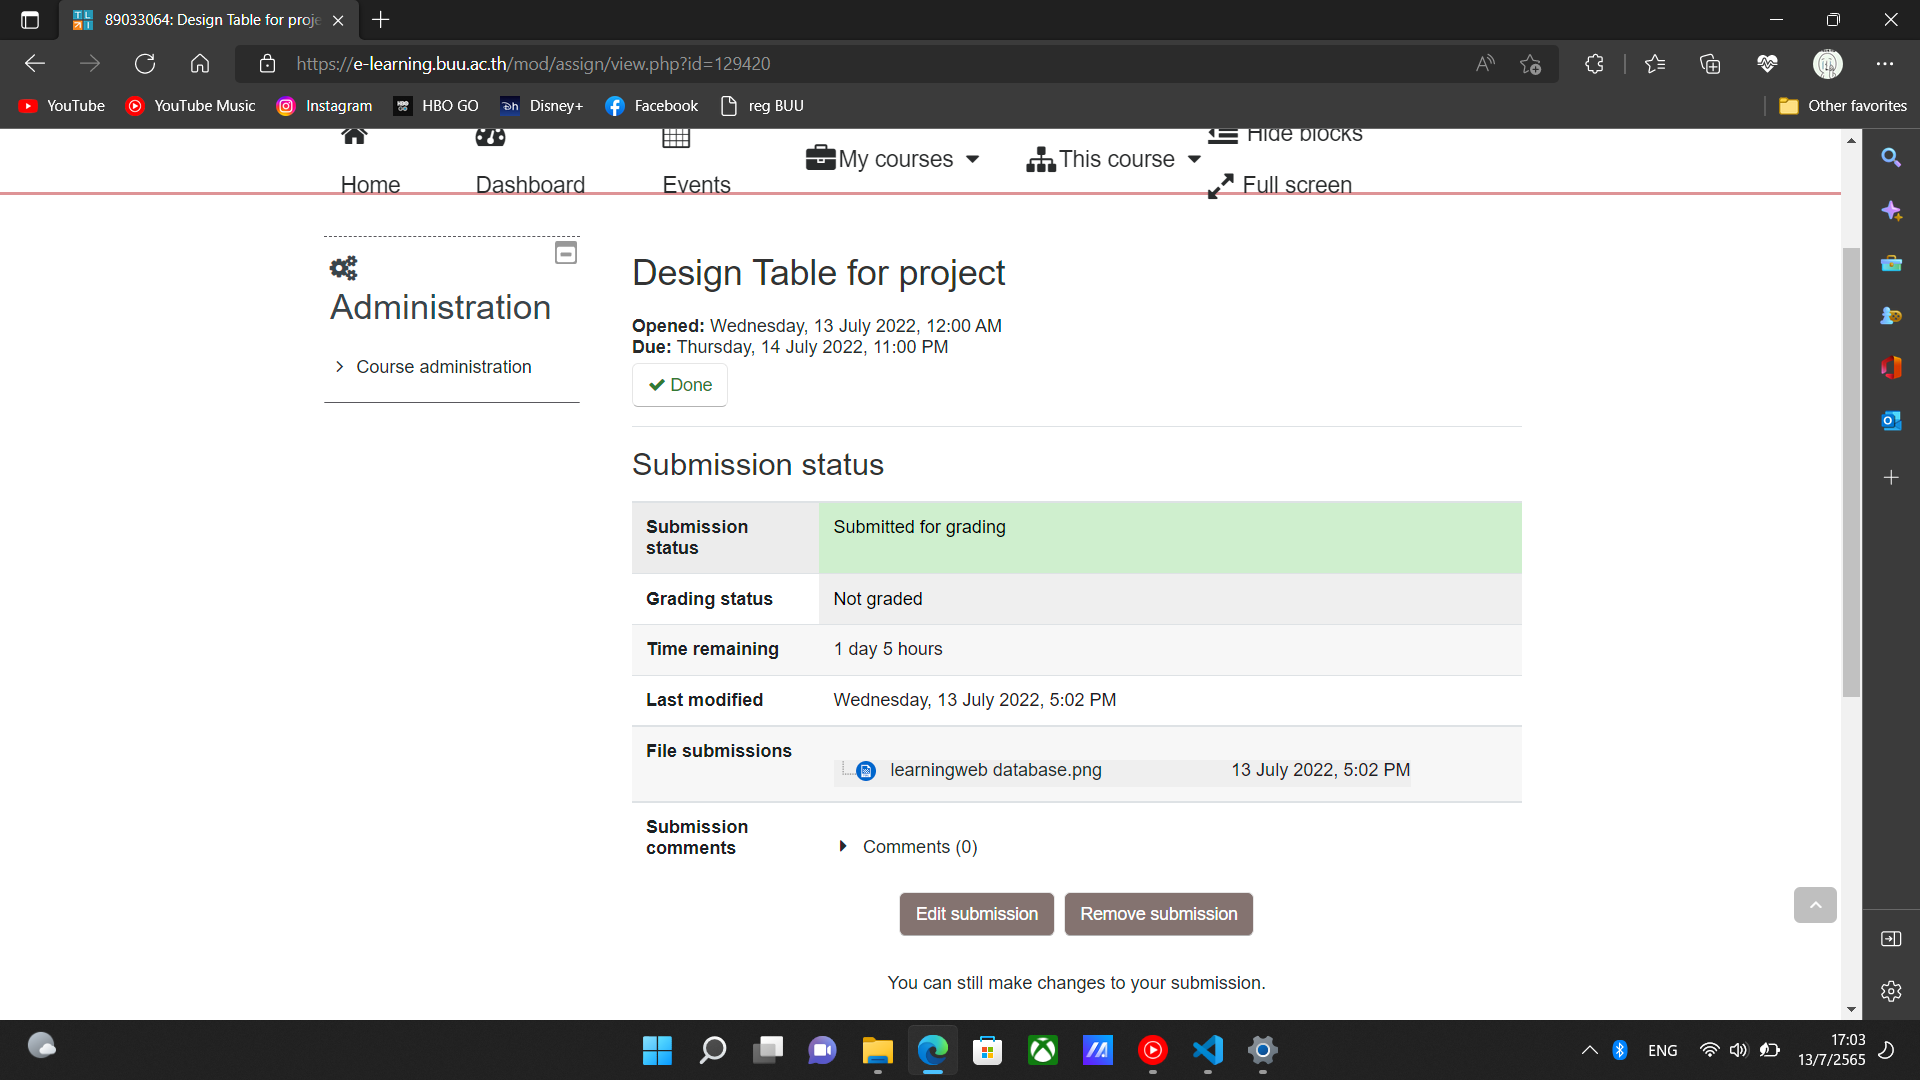 89033064: Design Table for proje
https://e-learning.buu.ac.th/mod/assign/view.php?id=129420
YouTube
YouTube Music
Instagram
HBO GO
Disney+
Facebook
reg BUU
Other favorites
Home
Dashboard
Events
My courses
This course
Hide blocks
Full screen
Administration
Course administration
Design Table for project
Opened: Wednesday, 13 July 2022, 12:00 AM
Due: Thursday, 14 July 2022, 11:00 PM
Done
Submission status
Submission
status
Submitted for grading
Grading status
Not graded
Time remaining
1 day 5 hours
Last modified
Wednesday, 13 July 2022, 5:02 PM
File submissions
learningweb database.png
13 July 2022, 5:02 PM
Submission
comments
Comments (0)
Edit submission
Remove submission
You can still make changes to your submission.
ENG
17:03
13/7/2565